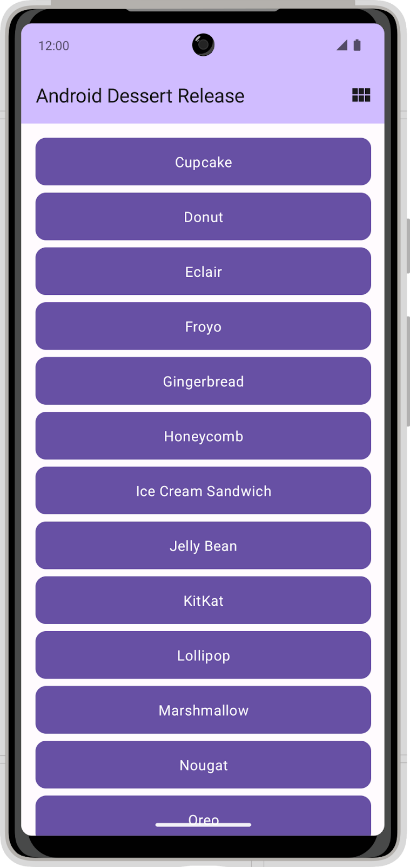 12:00
Android Dessert Release
Cupcake
Donut
Eclair
Froyo
Gingerbread
Honeycomb
Ice Cream Sandwich
Jelly Bean
KitKat
Lollipop
Marshmallow
Nougat
Oreo